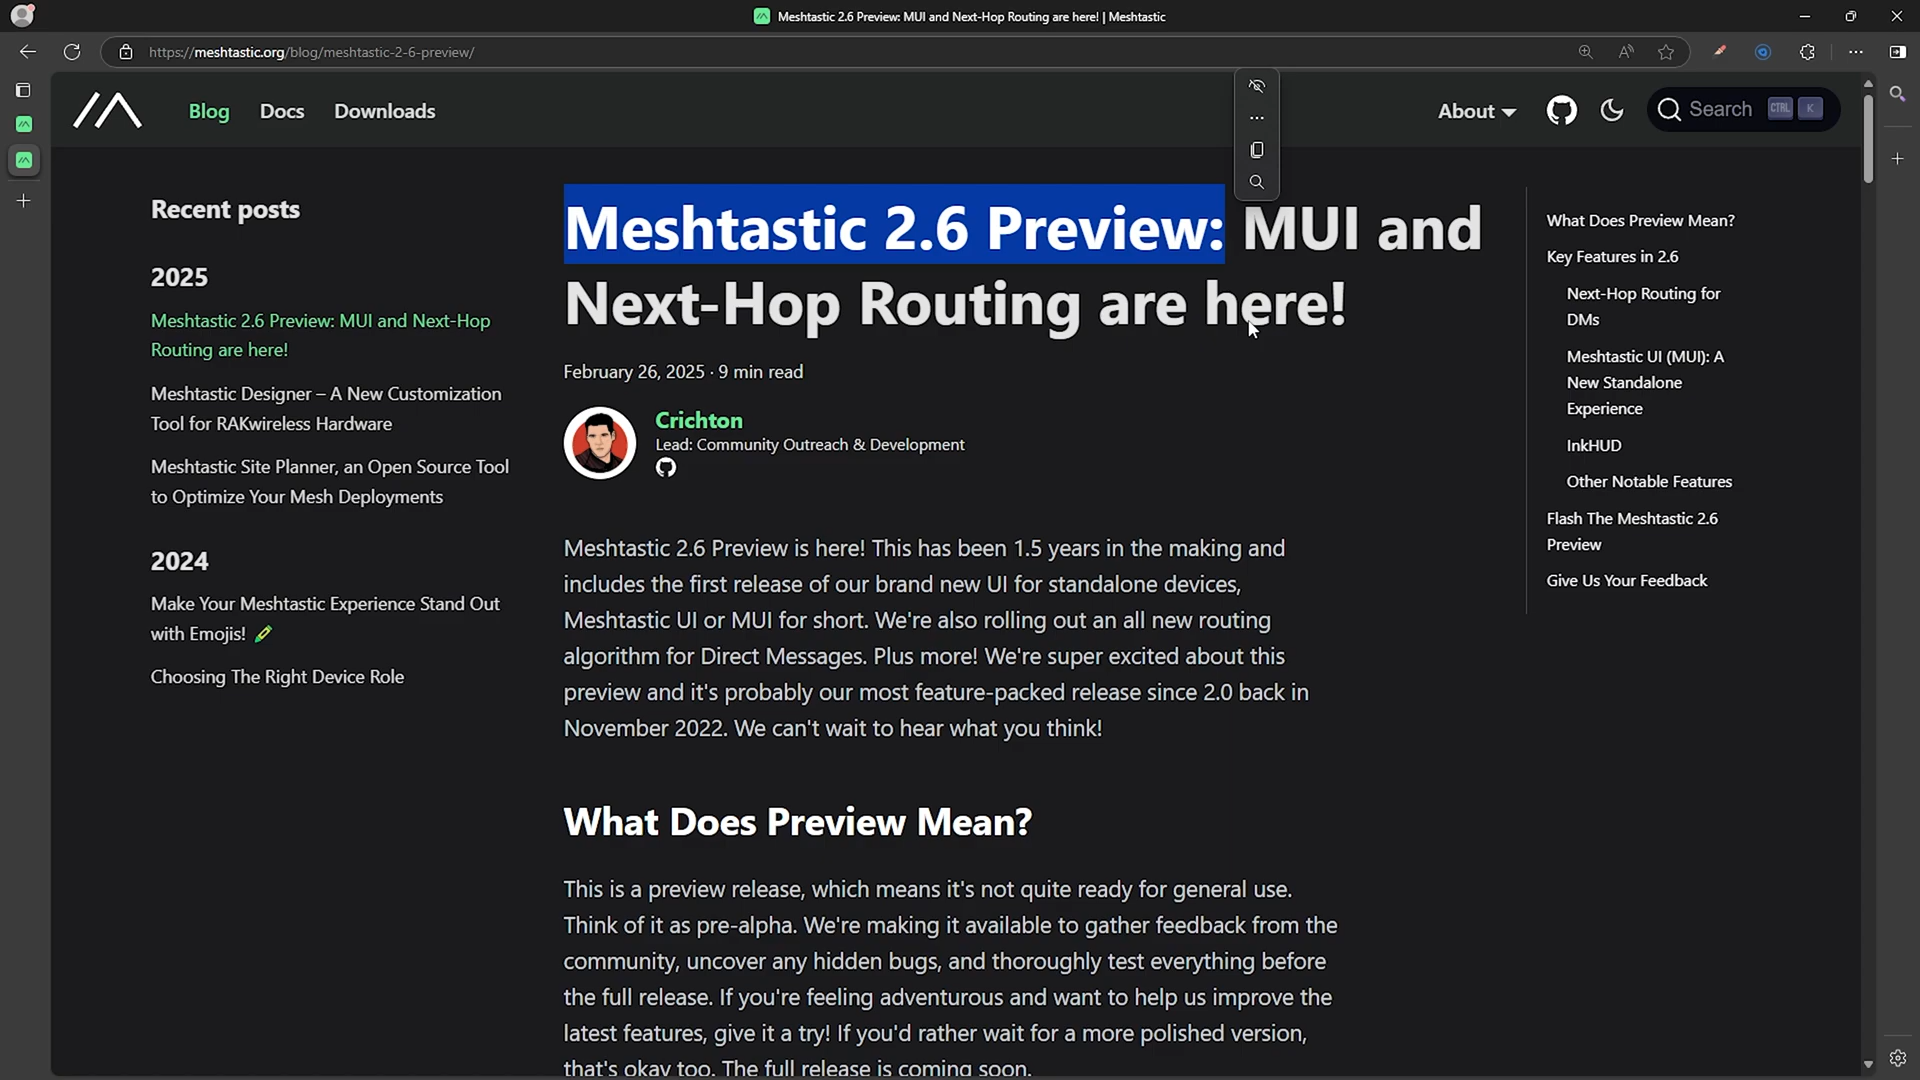 Meshtastic 2.6 Preview: MUI and Next-Hop Routing are here! | Meshtastic
https://meshtastic.org/blog/meshtastic-2-6-preview/
Blog
Docs
Downloads
About
Search
CTRL
K
Recent posts
2025
Meshtastic 2.6 Preview: MUI and Next-Hop
Routing are here!
Meshtastic Designer – A New Customization
Tool for RAKwireless Hardware
Meshtastic Site Planner, an Open Source Tool
to Optimize Your Mesh Deployments
2024
Make Your Meshtastic Experience Stand Out
with Emojis!
Choosing The Right Device Role
Meshtastic 2.6 Preview: MUI and
Next-Hop Routing are here!
February 26, 2025 · 9 min read
Crichton
Lead: Community Outreach & Development
Meshtastic 2.6 Preview is here! This has been 1.5 years in the making and
includes the first release of our brand new UI for standalone devices,
Meshtastic UI or MUI for short. We're also rolling out an all new routing
algorithm for Direct Messages. Plus more! We're super excited about this
preview and it's probably our most feature-packed release since 2.0 back in
November 2022. We can't wait to hear what you think!
What Does Preview Mean?
This is a preview release, which means it's not quite ready for general use.
Think of it as pre-alpha. We're making it available to gather feedback from the
community, uncover any hidden bugs, and thoroughly test everything before
the full release. If you're feeling adventurous and want to help us improve the
latest features, give it a try! If you'd rather wait for a more polished version,
that's okay too. The full release is coming soon.
What Does Preview Mean?
Key Features in 2.6
Next-Hop Routing for
DMs
Meshtastic UI (MUI): A
New Standalone
Experience
InkHUD
Other Notable Features
Flash The Meshtastic 2.6
Preview
Give Us Your Feedback